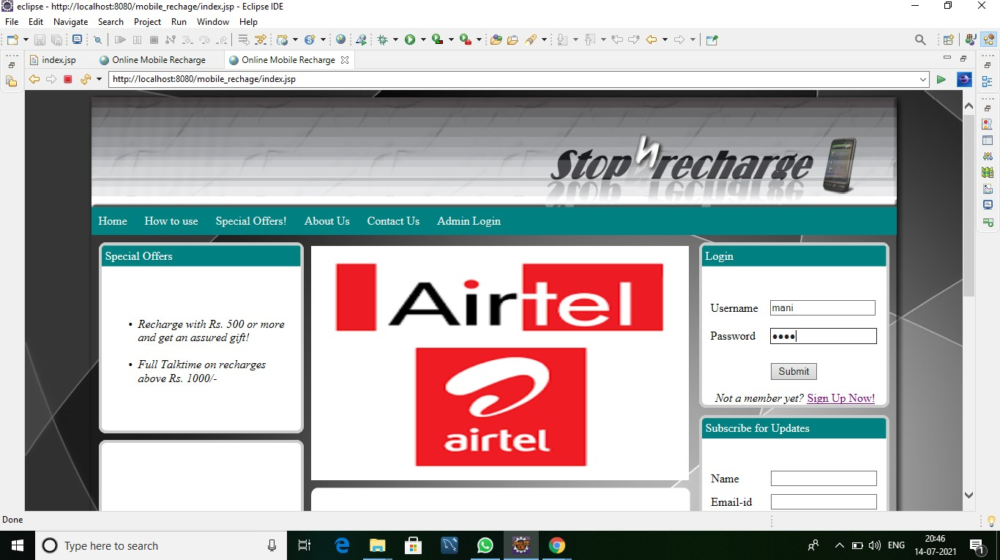 eclipse - http://localhost:8080/mobile_rechage/index.jsp - Eclipse IDE
File Edit Navigate Search Project Run Window Help
index.jsp Online Mobile Recharge Online Mobile Recharge
http://localhost:8080/mobile_rechage/index.jsp
Stop n recharge
Home How to use Special Offers! About Us Contact Us Admin Login
Special Offers
• Recharge with Rs. 500 or more
and get an assured gift!
• Full Talktime on recharges
above Rs. 1000/-
Airtel
airtel
Login
Username mani
Password ••••
Submit
Not a member yet? Sign Up Now!
Subscribe for Updates
Name
Email-id
Done
Type here to search
Java EE
IDE
ENG
20:46
14-07-2021
1